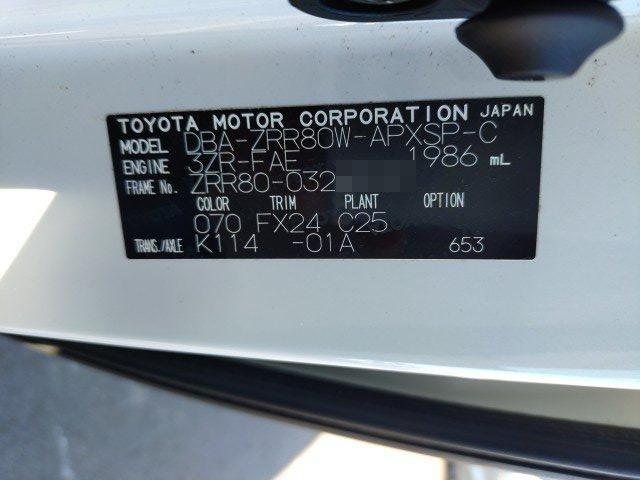 TOYOTA MOTOR CORPORATION JAPAN
MODEL DBA-ZRR80W-APXSP-C
ENGINE 3ZR-FAE 1986 mL
FRAME No. ZRR80-032
COLOR TRIM PLANT OPTION
070 FX24 C25
TRANS./AXLE K114 -01A 653